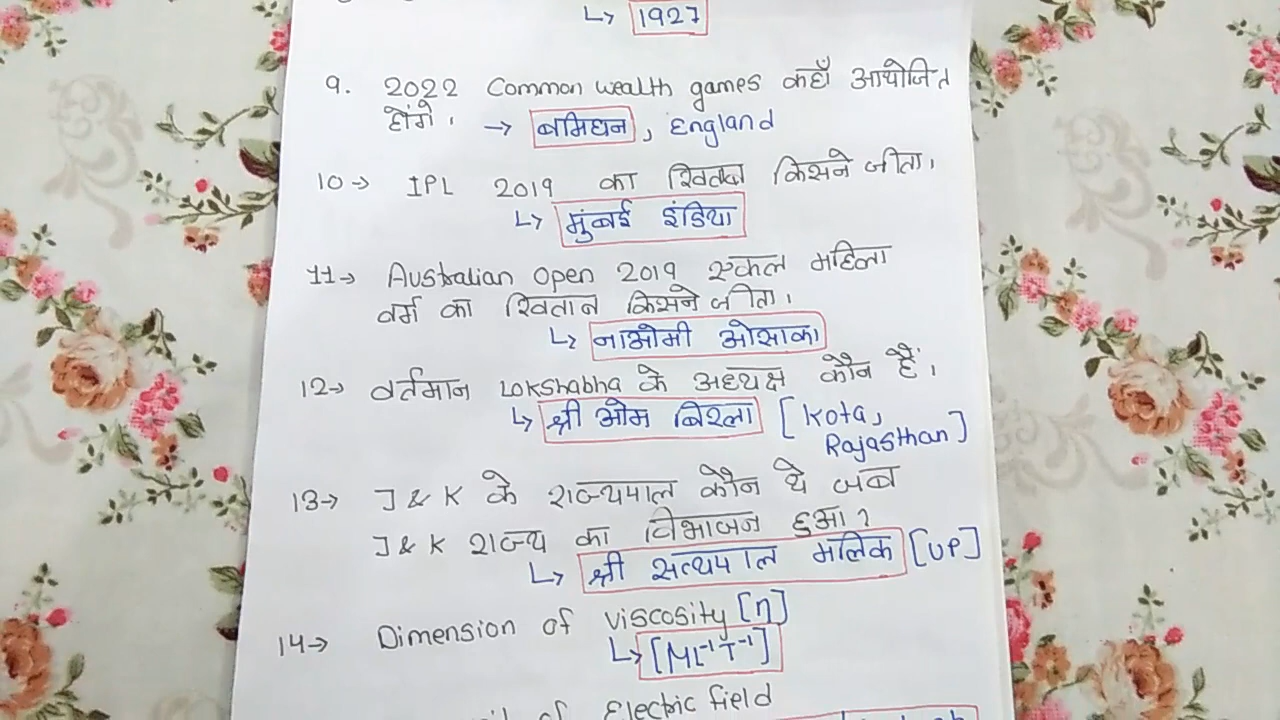 ↳ 1927
9. 2022 Common wealth games कहाँ आयोजित
होंगे। → बर्मिघन, England
10→ IPL 2019 का खिताब किसने जीता।
↳ मुंबई इंडिया
11→ Australian Open 2019 एकल महिला
वर्ग का खिताब किसने जीता।
↳ नाओमी ओसाका
12→ वर्तमान Lokshabha के अध्यक्ष कौन हैं।
↳ श्री ओम बिरला [Kota,
Rajasthan]
13→ J & K के राज्यपाल कौन थे जब
J & K राज्य का विभाजन हुआ?
↳ श्री सत्यपाल मलिक [UP]
14→ Dimension of viscosity [η]
↳ [ML⁻¹T⁻¹]
of Electric field